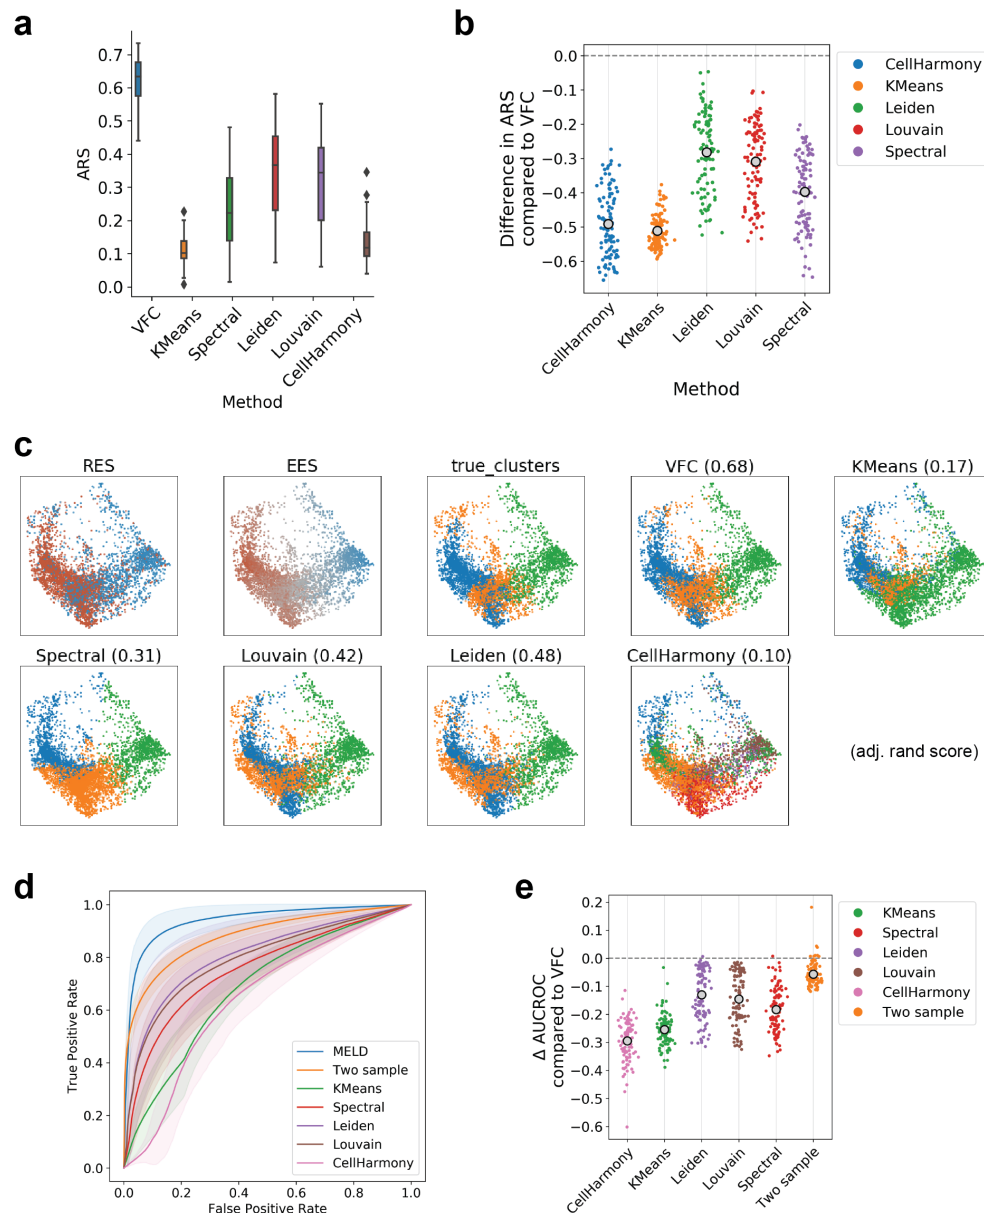 a
0.7
0.6
0.5
0.4
0.3
0.2
0.1
0.0
ARS
VFC
KMeans
Spectral
Leiden
Louvain
CellHarmony
Method
b
0.0
−0.1
−0.2
−0.3
−0.4
−0.5
−0.6
Difference in ARS
compared to VFC
CellHarmony
KMeans
Leiden
Louvain
Spectral
Method
CellHarmony
KMeans
Leiden
Louvain
Spectral
c
RES
EES
true_clusters
VFC (0.68)
KMeans (0.17)
Spectral (0.31)
Louvain (0.42)
Leiden (0.48)
CellHarmony (0.10)
(adj. rand score)
d
1.0
0.8
0.6
0.4
0.2
0.0
True Positive Rate
0.0
0.2
0.4
0.6
0.8
1.0
False Positive Rate
MELD
Two sample
KMeans
Spectral
Leiden
Louvain
CellHarmony
e
0.2
0.1
0.0
−0.1
−0.2
−0.3
−0.4
−0.5
−0.6
Δ AUCROC
compared to VFC
CellHarmony
KMeans
Leiden
Louvain
Spectral
Two sample
KMeans
Spectral
Leiden
Louvain
CellHarmony
Two sample